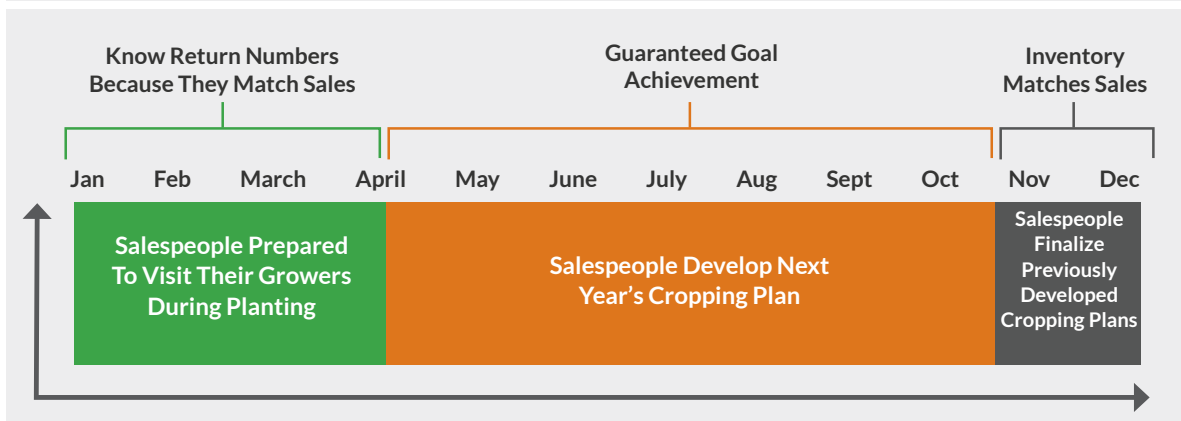 Know Return Numbers
Because They Match Sales
Guaranteed Goal
Achievement
Inventory
Matches Sales
Jan Feb March April May June July Aug Sept Oct Nov Dec
Salespeople Prepared
To Visit Their Growers
During Planting
Salespeople Develop Next
Year’s Cropping Plan
Salespeople
Finalize
Previously
Developed
Cropping Plans